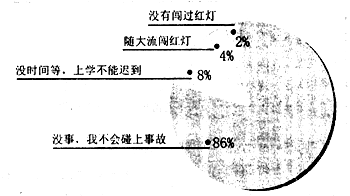 没有闯过红灯
2%
随大流闯红灯
4%
没时间等，上学不能迟到
8%
没事，我不会碰上事故
86%